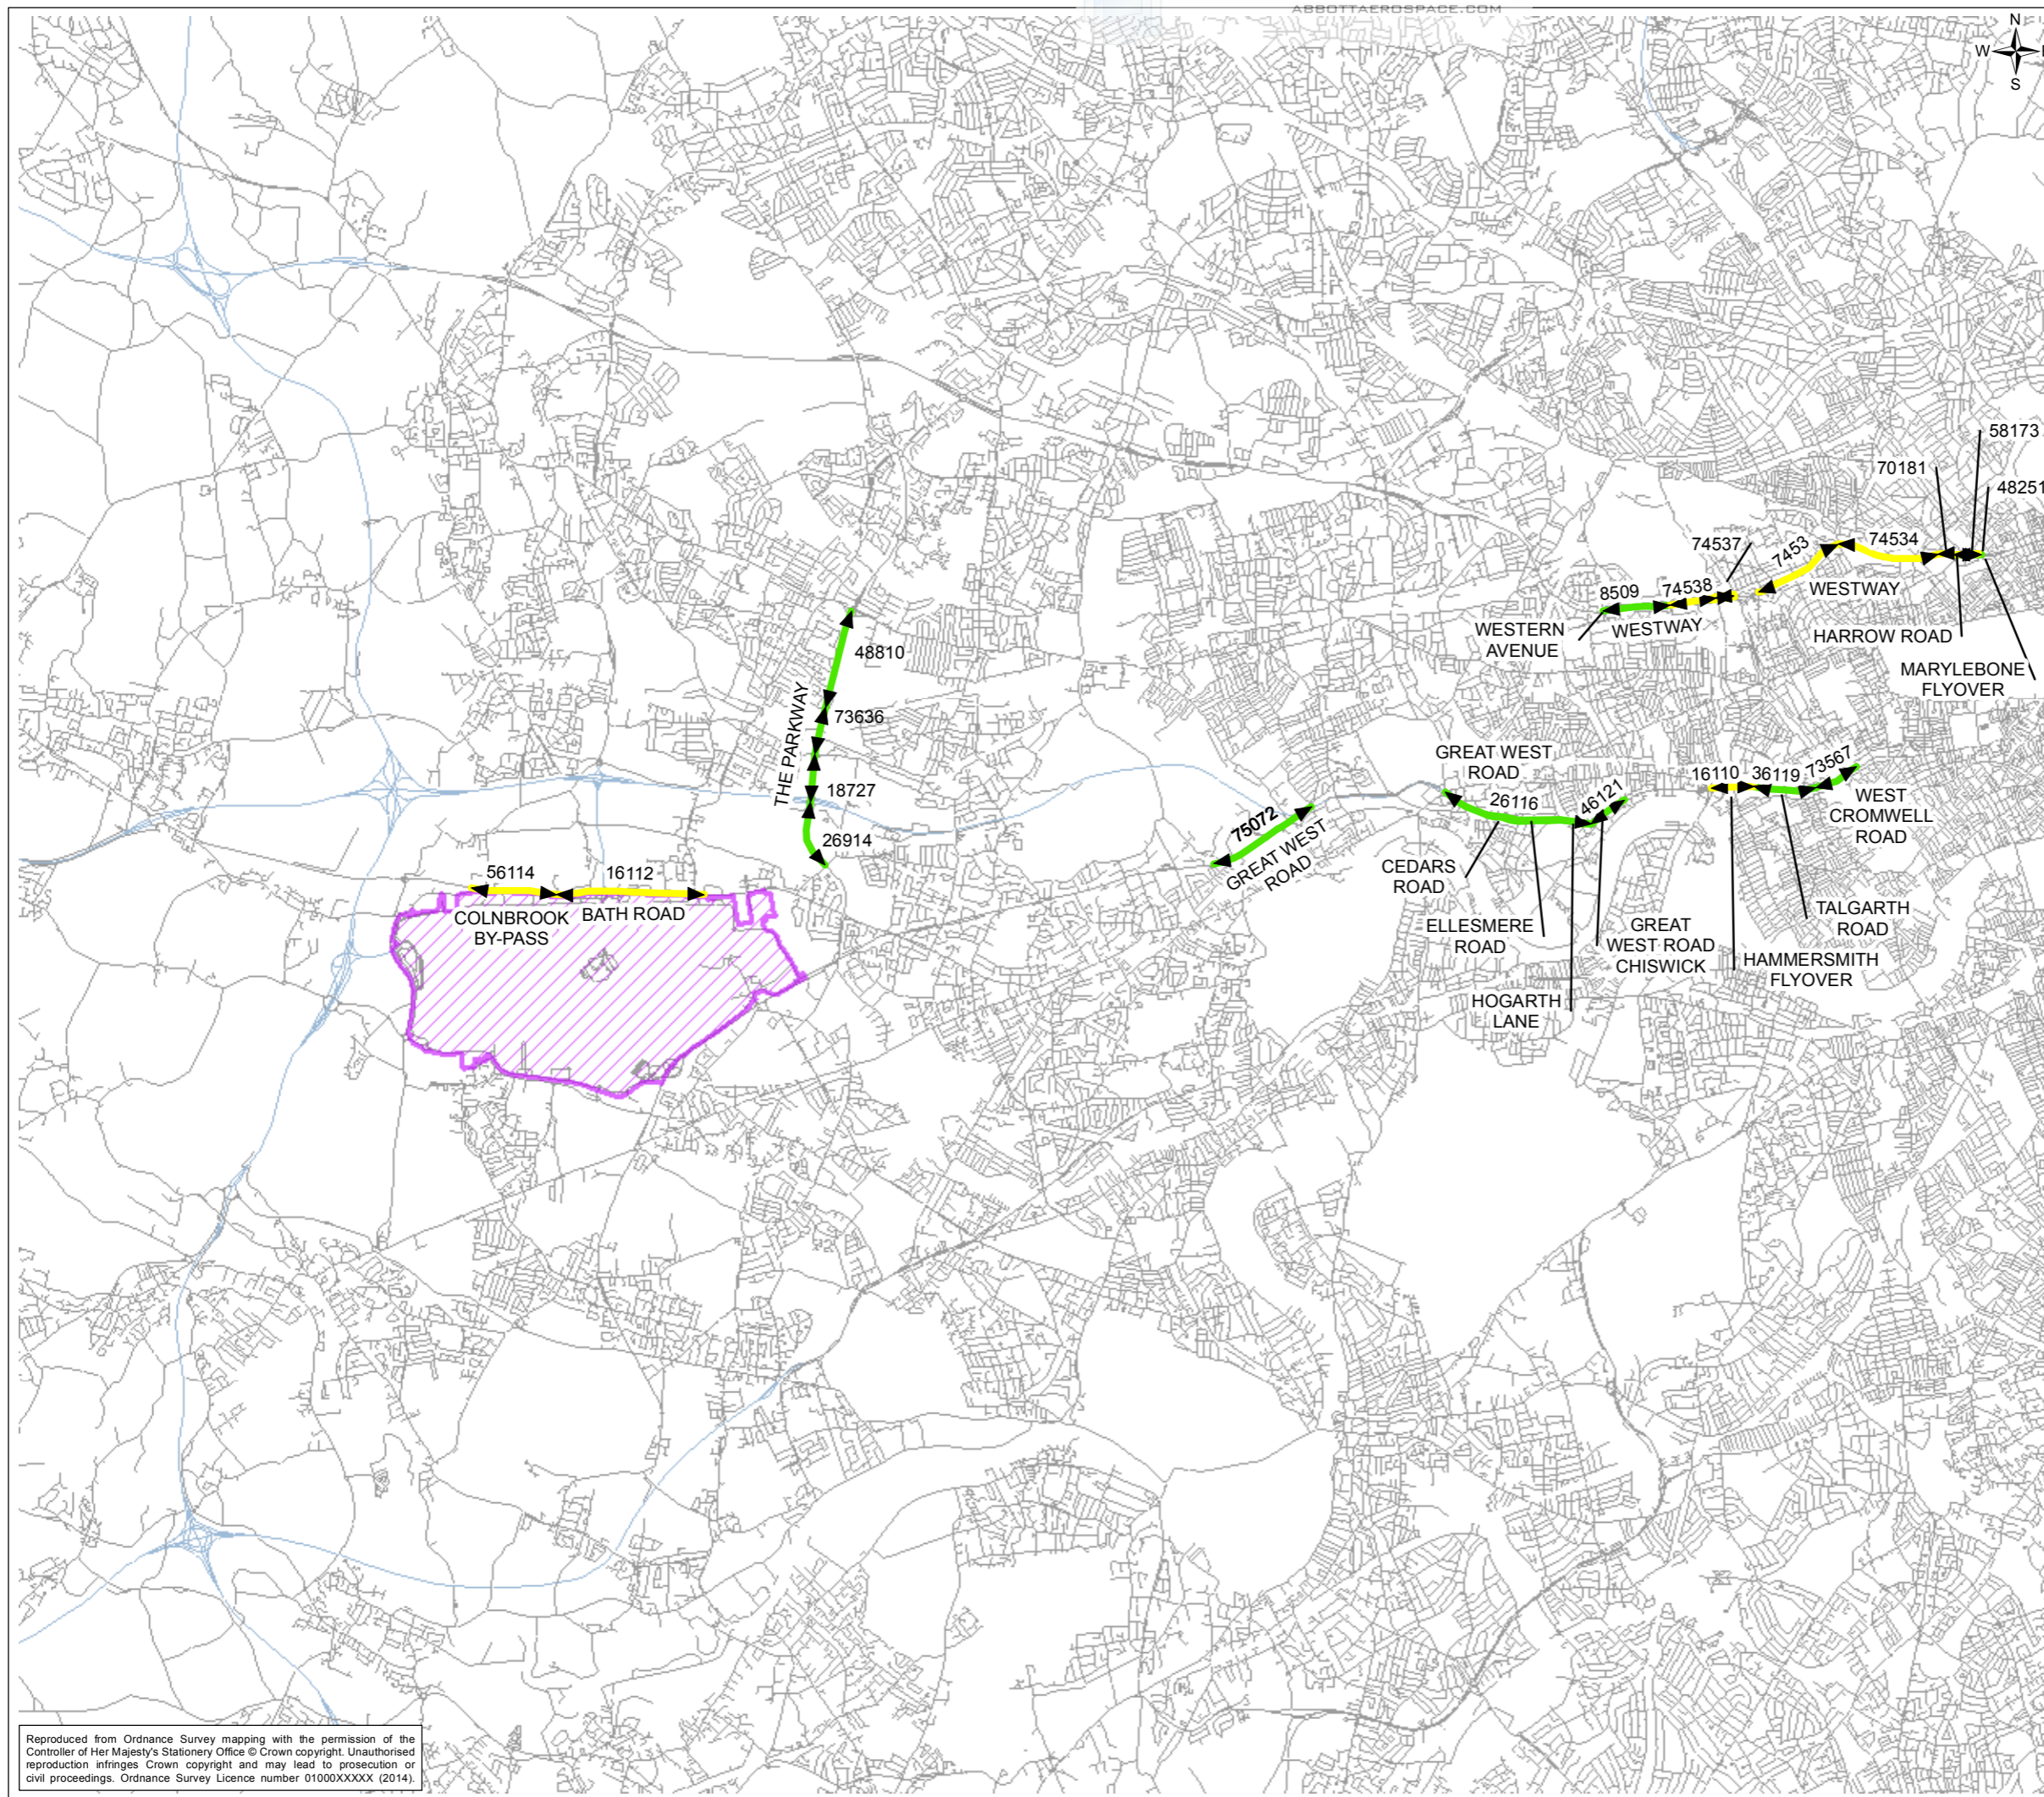 ABBOTTAEROSPACE.COM
N
W
S
58173
70181
48251
74537
7453
74534
8509
74538
WESTWAY
WESTERN
AVENUE
WESTWAY
HARROW ROAD
MARYLEBONE
FLYOVER
48810
THE PARKWAY
73636
18727
26914
GREAT WEST
ROAD
26116
46121
16110
36119
73567
WEST
CROMWELL
ROAD
75072
GREAT WEST
ROAD
CEDARS
ROAD
56114
16112
COLNBROOK
BY-PASS
BATH ROAD
ELLESMERE
ROAD
GREAT
WEST ROAD
CHISWICK
TALGARTH
ROAD
HAMMERSMITH
FLYOVER
HOGARTH
LANE
Reproduced from Ordnance Survey mapping with the permission of the
Controller of Her Majesty's Stationery Office © Crown copyright. Unauthorised
reproduction infringes Crown copyright and may lead to prosecution or
civil proceedings. Ordnance Survey Licence number 01000XXXXX (2014).